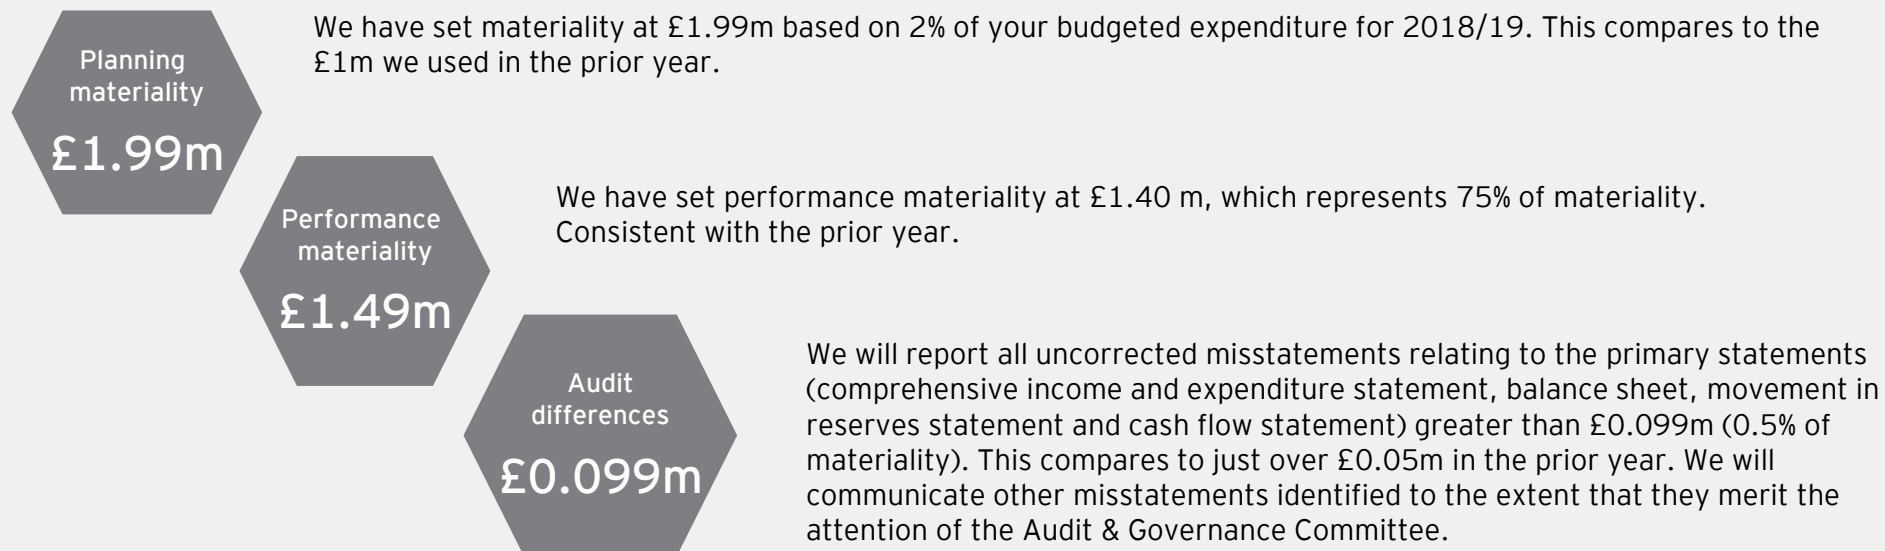 Planning
materiality
£1.99m
We have set materiality at £1.99m based on 2% of your budgeted expenditure for 2018/19. This compares to the
£1m we used in the prior year.
Performance
materiality
£1.49m
We have set performance materiality at £1.40 m, which represents 75% of materiality.
Consistent with the prior year.
Audit
differences
£0.099m
We will report all uncorrected misstatements relating to the primary statements
(comprehensive income and expenditure statement, balance sheet, movement in
reserves statement and cash flow statement) greater than £0.099m (0.5% of
materiality). This compares to just over £0.05m in the prior year. We will
communicate other misstatements identified to the extent that they merit the
attention of the Audit & Governance Committee.